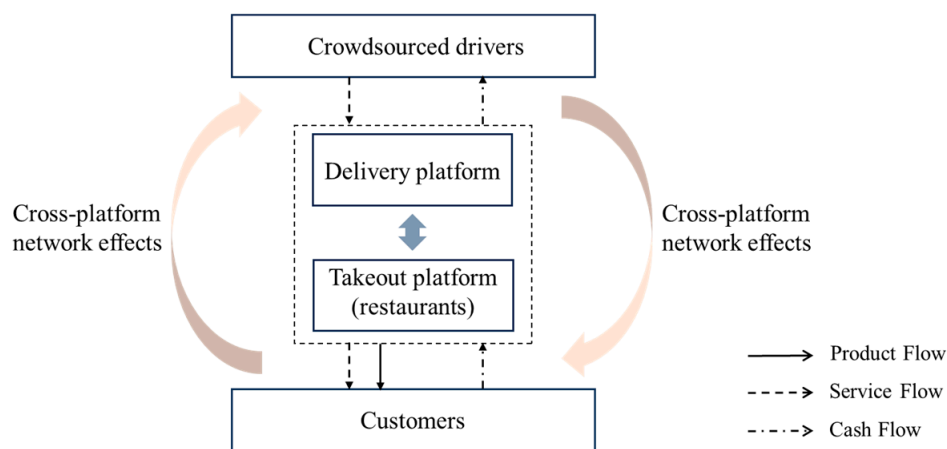 Crowdsourced drivers
Delivery platform
Cross-platform
network effects
Cross-platform
network effects
Takeout platform
(restaurants)
Product Flow
Service Flow
Customers
Cash Flow